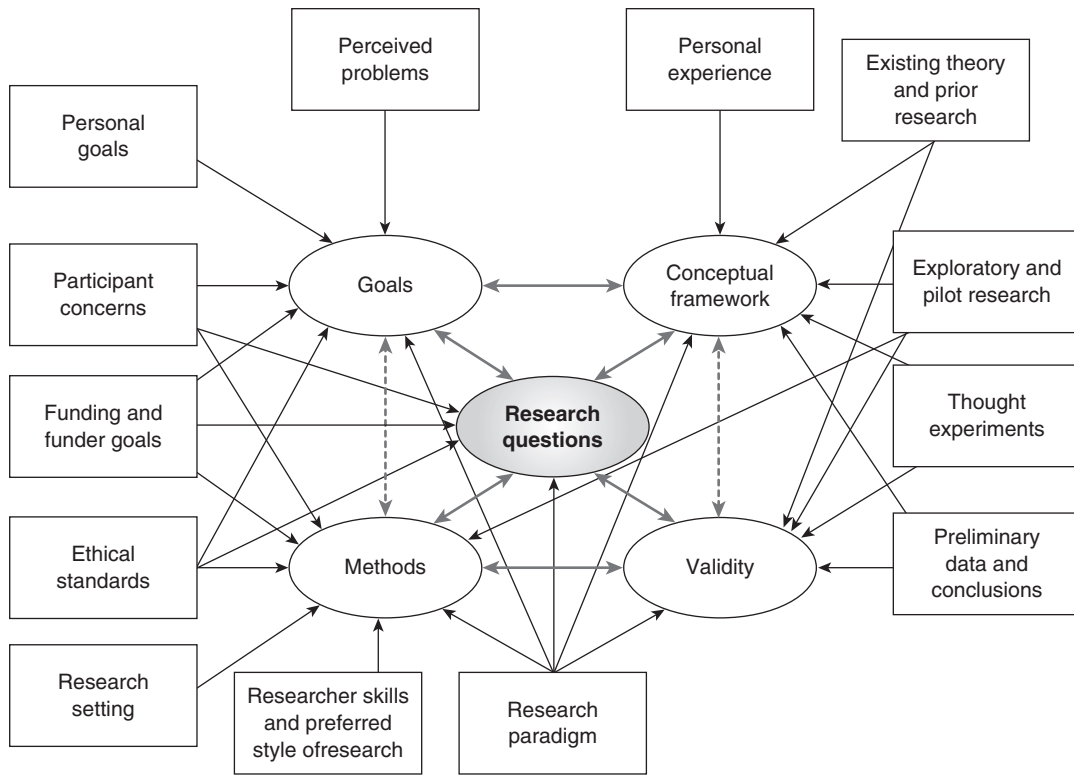 Perceived
problems
Personal
experience
Existing theory
and prior
research
Personal
goals
Participant
concerns
Goals
Conceptual
framework
Exploratory and
pilot research
Funding and
funder goals
Research
questions
Thought
experiments
Ethical
standards
Methods
Validity
Preliminary
data and
conclusions
Research
setting
Researcher skills
and preferred
style ofresearch
Research
paradigm